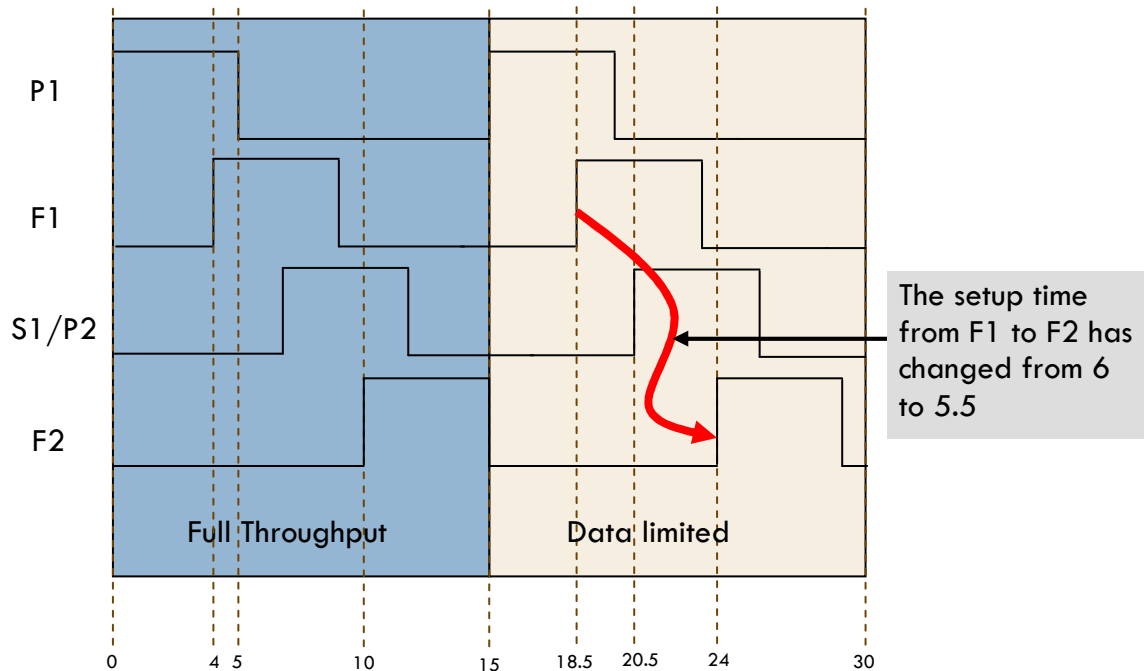 P1
F1
S1/P2
F2
The setup time
from F1 to F2 has
changed from 6
to 5.5
Full Throughput
Data limited
0 4 5 10 15 18.5 20.5 24 30